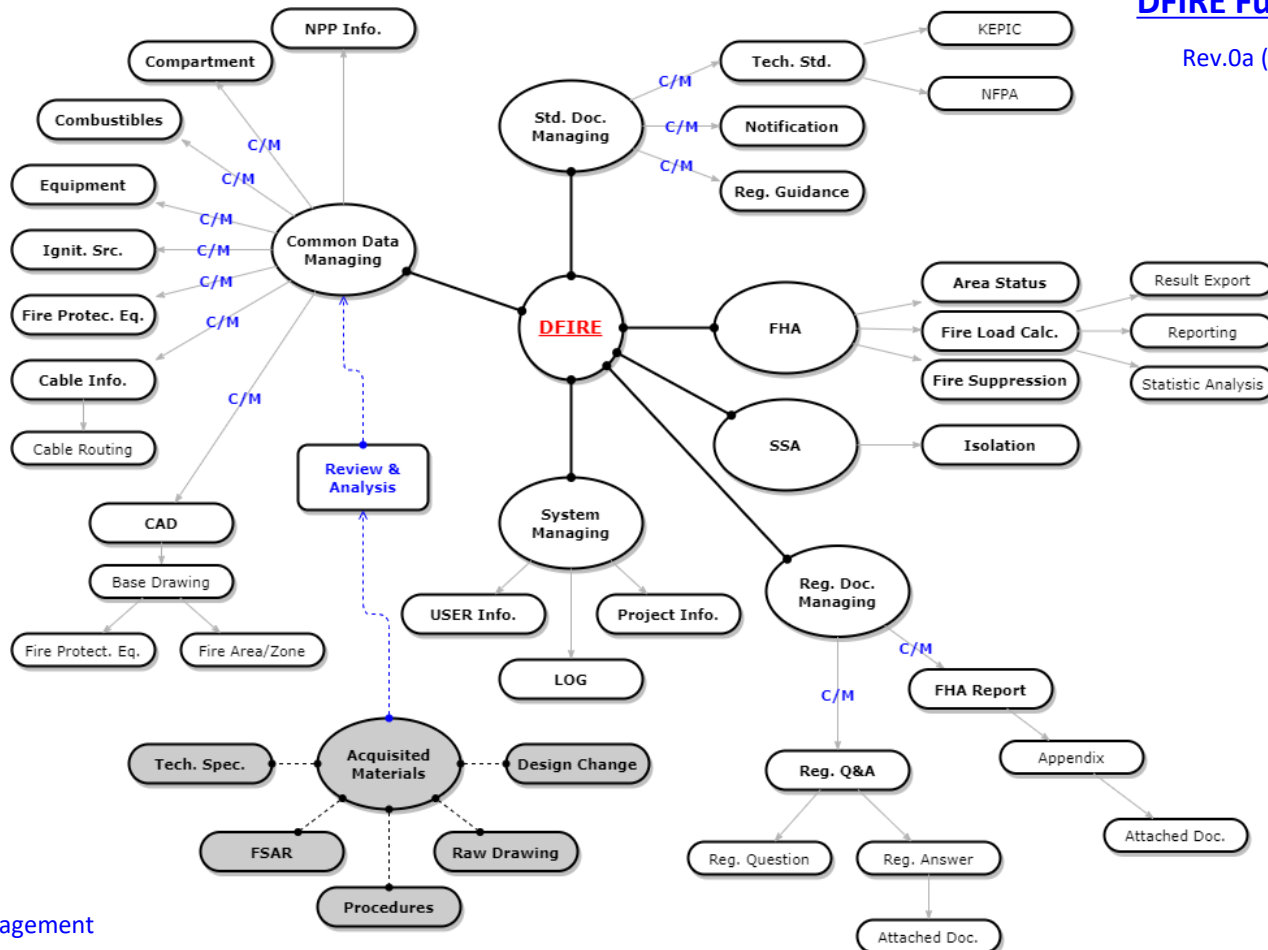 DFIRE Fu
Rev.0a (
NPP Info.
Compartment
Combustibles
Equipment
Ignit. Src.
Fire Protec. Eq.
Cable Info.
Cable Routing
C/M
C/M
C/M
C/M
C/M
C/M
C/M
Common Data
Managing
CAD
Base Drawing
Fire Protect. Eq.
Fire Area/Zone
Review &
Analysis
Std. Doc.
Managing
C/M
C/M
C/M
Tech. Std.
KEPIC
NFPA
Notification
Reg. Guidance
DFIRE
FHA
Area Status
Fire Load Calc.
Fire Suppression
Result Export
Reporting
Statistic Analysis
SSA
Isolation
System
Managing
USER Info.
Project Info.
LOG
Reg. Doc.
Managing
C/M
C/M
FHA Report
Appendix
Attached Doc.
Reg. Q&A
Reg. Question
Reg. Answer
Attached Doc.
Acquisited
Materials
Tech. Spec.
Design Change
FSAR
Raw Drawing
Procedures
agement